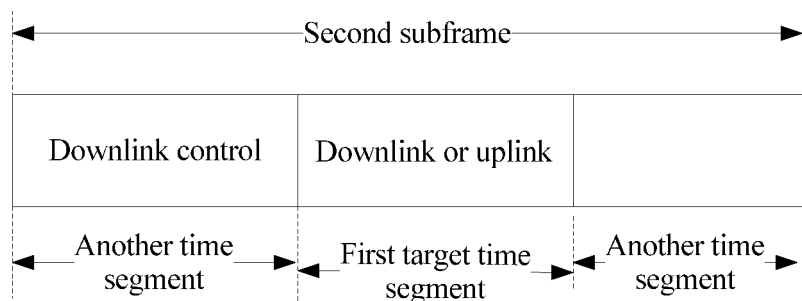 Second subframe
Downlink control
Downlink or uplink
Another time
segment
First target time
segment
Another time
segment